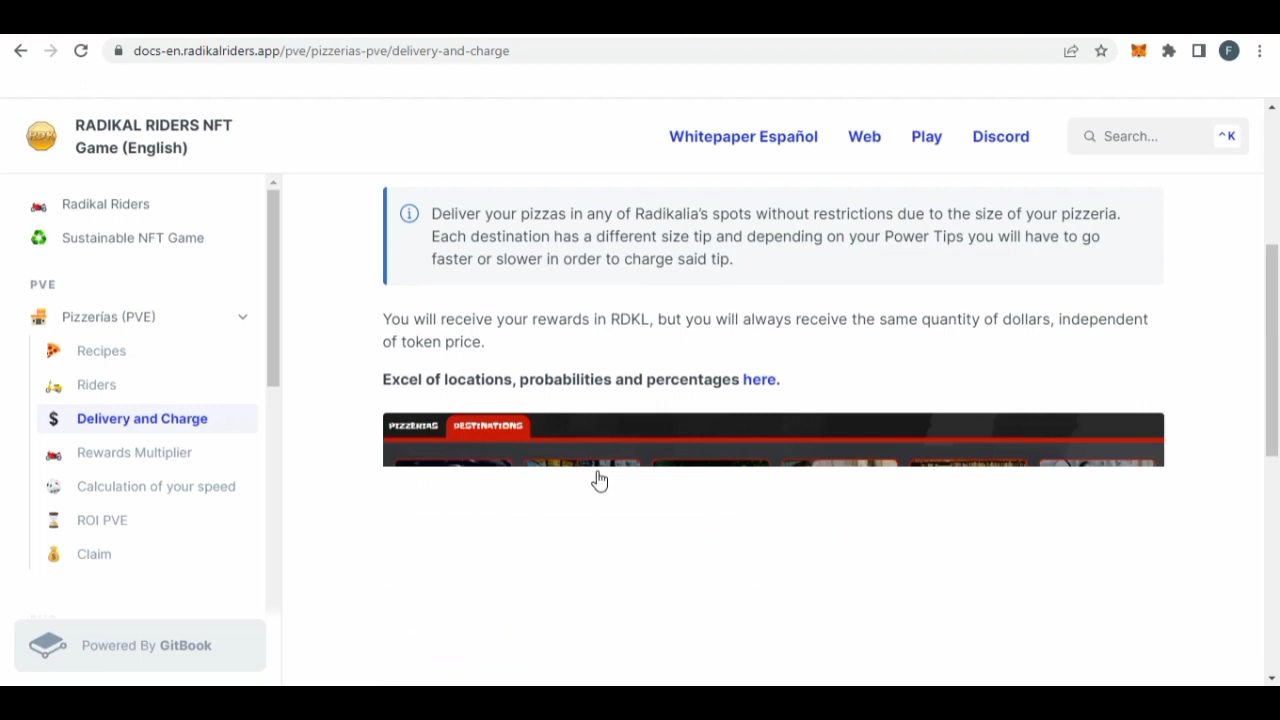 docs-en.radikalriders.app/pve/pizzerias-pve/delivery-and-charge
F
RADIKAL RIDERS NFT
Game (English)
Whitepaper Español
Web
Play
Discord
Search...
^K
Radikal Riders
Sustainable NFT Game
PVE
Pizzerías (PVE)
Recipes
Riders
$ Delivery and Charge
Rewards Multiplier
Calculation of your speed
ROI PVE
Claim
Powered By GitBook
Deliver your pizzas in any of Radikalia’s spots without restrictions due to the size of your pizzeria.
Each destination has a different size tip and depending on your Power Tips you will have to go
faster or slower in order to charge said tip.
You will receive your rewards in RDKL, but you will always receive the same quantity of dollars, independent
of token price.
Excel of locations, probabilities and percentages here.
PIZZERIAS
DESTINATIONS